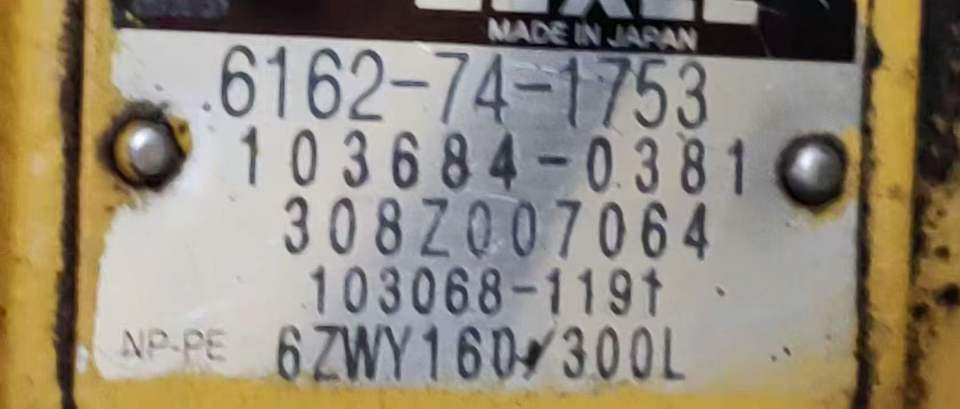 MADE IN JAPAN
6162-74-1753
103684-0381
308Z007064
103068-1191
NP-PE 6ZWY160/300L